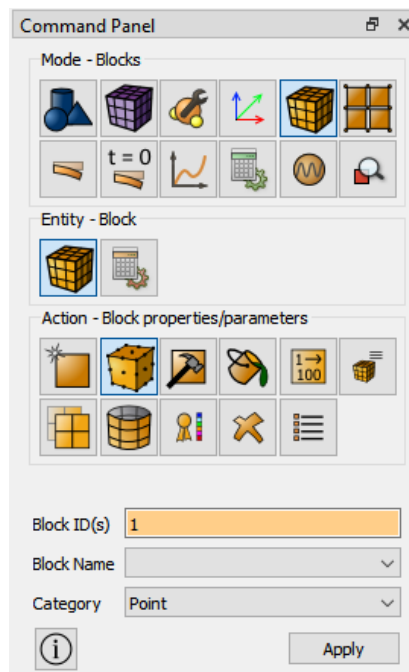 Command Panel
Mode - Blocks
t = 0
Entity - Block
Action - Block properties/parameters
1→
100
Block ID(s) 1
Block Name
Category Point
i
Apply